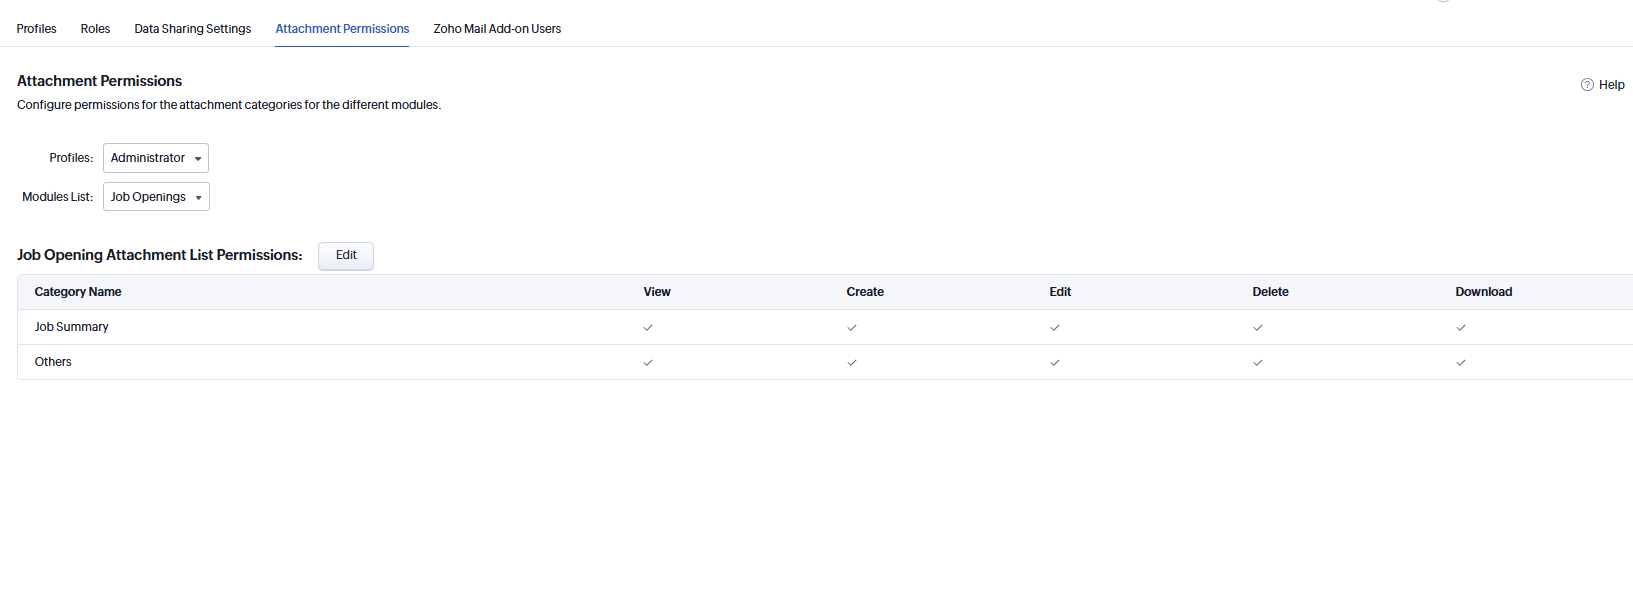 Profiles Roles Data Sharing Settings Attachment Permissions Zoho Mail Add-on Users
Attachment Permissions
Help
Configure permissions for the attachment categories for the different modules.
Profiles: Administrator
Modules List: Job Openings
Job Opening Attachment List Permissions: Edit
Category Name View Create Edit Delete Download
Job Summary
Others